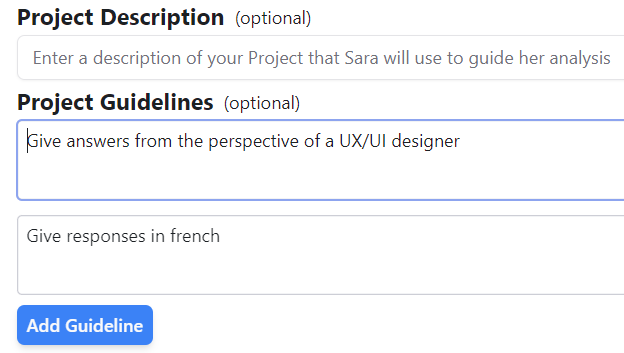 Project Description (optional)
Enter a description of your Project that Sara will use to guide her analysis
Project Guidelines (optional)
Give answers from the perspective of a UX/UI designer
Give responses in french
Add Guideline